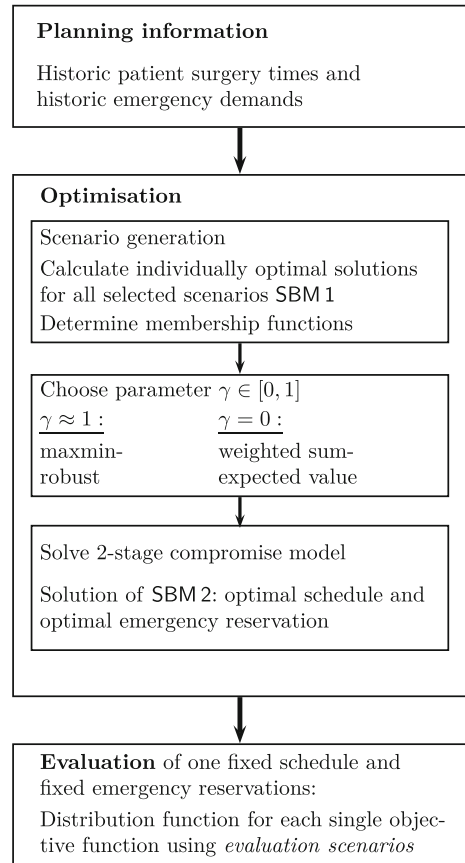 Planning information
Historic patient surgery times and
historic emergency demands
Optimisation
Scenario generation
Calculate individually optimal solutions
for all selected scenarios SBM 1
Determine membership functions
Choose parameter γ ∈ [0, 1]
γ ≈ 1 : γ = 0 :
maxmin- weighted sum-
robust expected value
Solve 2-stage compromise model
Solution of SBM 2: optimal schedule and
optimal emergency reservation
Evaluation of one fixed schedule and
fixed emergency reservations:
Distribution function for each single objec-
tive function using evaluation scenarios